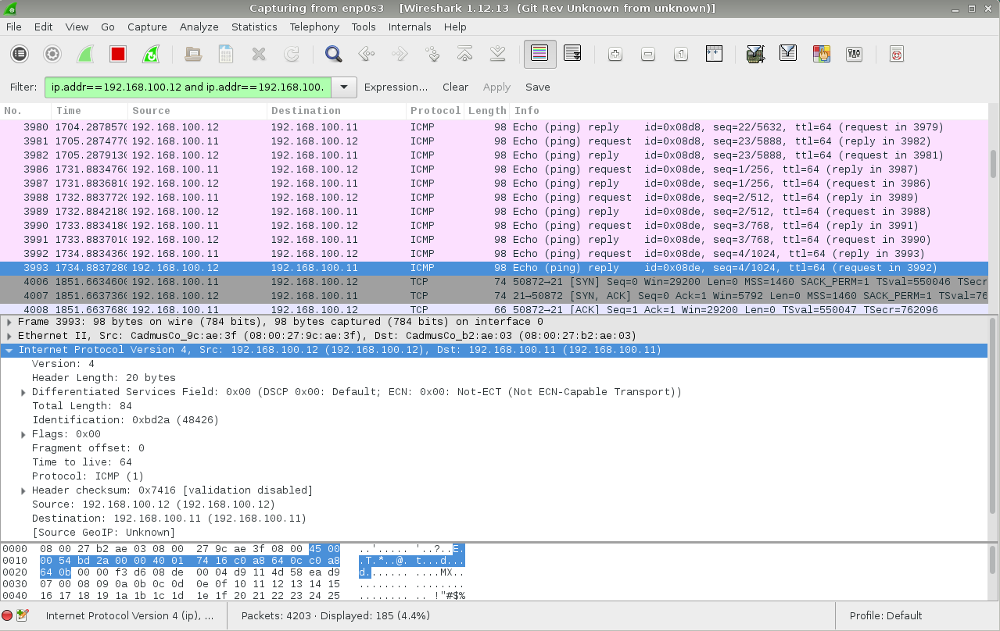 Capturing from enp0s3 [Wireshark 1.12.13 (Git Rev Unknown from unknown)]
File Edit View Go Capture Analyze Statistics Telephony Tools Internals Help
Filter: ip.addr==192.168.100.12 and ip.addr==192.168.100. Expression... Clear Apply Save
No. Time Source Destination Protocol Length Info
3980 1704.2878570 192.168.100.12 192.168.100.11 ICMP 98 Echo (ping) reply id=0x08d8, seq=22/5632, ttl=64 (request in 3979)
3981 1705.2874770 192.168.100.11 192.168.100.12 ICMP 98 Echo (ping) request id=0x08d8, seq=23/5888, ttl=64 (reply in 3982)
3982 1705.2879130 192.168.100.12 192.168.100.11 ICMP 98 Echo (ping) reply id=0x08d8, seq=23/5888, ttl=64 (request in 3981)
3986 1731.8834760 192.168.100.11 192.168.100.12 ICMP 98 Echo (ping) request id=0x08de, seq=1/256, ttl=64 (reply in 3987)
3987 1731.8836810 192.168.100.12 192.168.100.11 ICMP 98 Echo (ping) reply id=0x08de, seq=1/256, ttl=64 (request in 3986)
3988 1732.8837720 192.168.100.11 192.168.100.12 ICMP 98 Echo (ping) request id=0x08de, seq=2/512, ttl=64 (reply in 3989)
3989 1732.8842180 192.168.100.12 192.168.100.11 ICMP 98 Echo (ping) reply id=0x08de, seq=2/512, ttl=64 (request in 3988)
3990 1733.8834180 192.168.100.11 192.168.100.12 ICMP 98 Echo (ping) request id=0x08de, seq=3/768, ttl=64 (reply in 3991)
3991 1733.8837010 192.168.100.12 192.168.100.11 ICMP 98 Echo (ping) reply id=0x08de, seq=3/768, ttl=64 (request in 3990)
3992 1734.8834360 192.168.100.11 192.168.100.12 ICMP 98 Echo (ping) request id=0x08de, seq=4/1024, ttl=64 (reply in 3993)
3993 1734.8837280 192.168.100.12 192.168.100.11 ICMP 98 Echo (ping) reply id=0x08de, seq=4/1024, ttl=64 (request in 3992)
4006 1851.6634600 192.168.100.11 192.168.100.12 TCP 74 50872→21 [SYN] Seq=0 Win=29200 Len=0 MSS=1460 SACK_PERM=1 TSval=550046 TSecr
4007 1851.6637360 192.168.100.12 192.168.100.11 TCP 74 21→50872 [SYN, ACK] Seq=0 Ack=1 Win=5792 Len=0 MSS=1460 SACK_PERM=1 TSval=76
4008 1851.6637680 192.168.100.11 192.168.100.12 TCP 66 50872→21 [ACK] Seq=1 Ack=1 Win=29200 Len=0 TSval=550047 TSecr=762096
Frame 3993: 98 bytes on wire (784 bits), 98 bytes captured (784 bits) on interface 0
Ethernet II, Src: CadmusCo_9c:ae:3f (08:00:27:9c:ae:3f), Dst: CadmusCo_b2:ae:03 (08:00:27:b2:ae:03)
Internet Protocol Version 4, Src: 192.168.100.12 (192.168.100.12), Dst: 192.168.100.11 (192.168.100.11)
Version: 4
Header Length: 20 bytes
Differentiated Services Field: 0x00 (DSCP 0x00: Default; ECN: 0x00: Not-ECT (Not ECN-Capable Transport))
Total Length: 84
Identification: 0xbd2a (48426)
Flags: 0x00
Fragment offset: 0
Time to live: 64
Protocol: ICMP (1)
Header checksum: 0x7416 [validation disabled]
Source: 192.168.100.12 (192.168.100.12)
Destination: 192.168.100.11 (192.168.100.11)
[Source GeoIP: Unknown]
0000 08 00 27 b2 ae 03 08 00 27 9c ae 3f 08 00 45 00 ..'..... '..?..E.
0010 00 54 bd 2a 00 00 40 01 74 16 c0 a8 64 0c c0 a8 .T.*..@. t...d...
0020 64 0b 00 00 f3 d6 08 de 00 04 d9 11 4d 58 ea d9 d....... ....MX..
0030 07 00 08 09 0a 0b 0c 0d 0e 0f 10 11 12 13 14 15 ........ ........
0040 16 17 18 19 1a 1b 1c 1d 1e 1f 20 21 22 23 24 25 ........ .. !"#$%
Internet Protocol Version 4 (ip), ... Packets: 4203 · Displayed: 185 (4.4%) Profile: Default